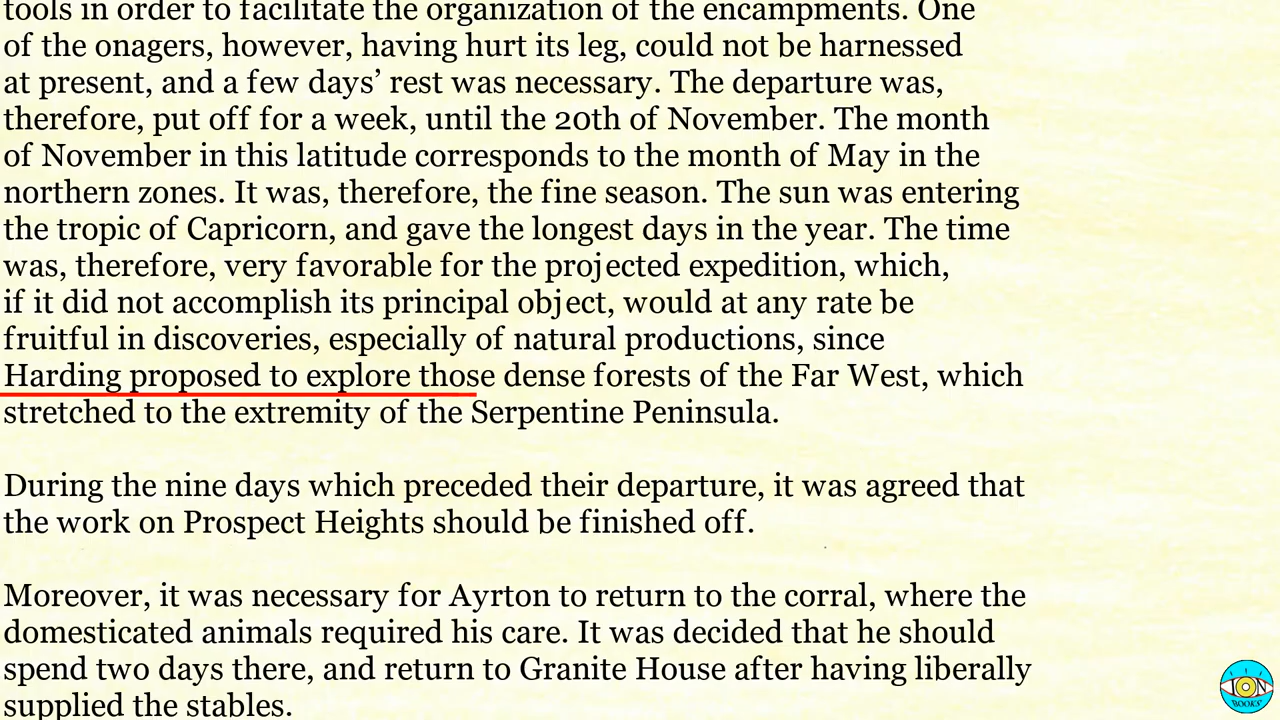 tools in order to facilitate the organization of the encampments. One
of the onagers, however, having hurt its leg, could not be harnessed
at present, and a few days’ rest was necessary. The departure was,
therefore, put off for a week, until the 20th of November. The month
of November in this latitude corresponds to the month of May in the
northern zones. It was, therefore, the fine season. The sun was entering
the tropic of Capricorn, and gave the longest days in the year. The time
was, therefore, very favorable for the projected expedition, which,
if it did not accomplish its principal object, would at any rate be
fruitful in discoveries, especially of natural productions, since
Harding proposed to explore those dense forests of the Far West, which
stretched to the extremity of the Serpentine Peninsula.
During the nine days which preceded their departure, it was agreed that
the work on Prospect Heights should be finished off.
Moreover, it was necessary for Ayrton to return to the corral, where the
domesticated animals required his care. It was decided that he should
spend two days there, and return to Granite House after having liberally
supplied the stables.
ION
BOOKS